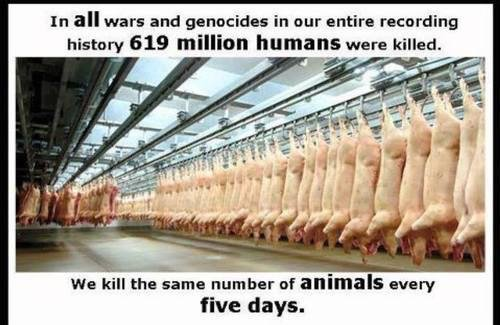 In all wars and genocides in our entire recording
history 619 million humans were killed.
We kill the same number of animals every
five days.